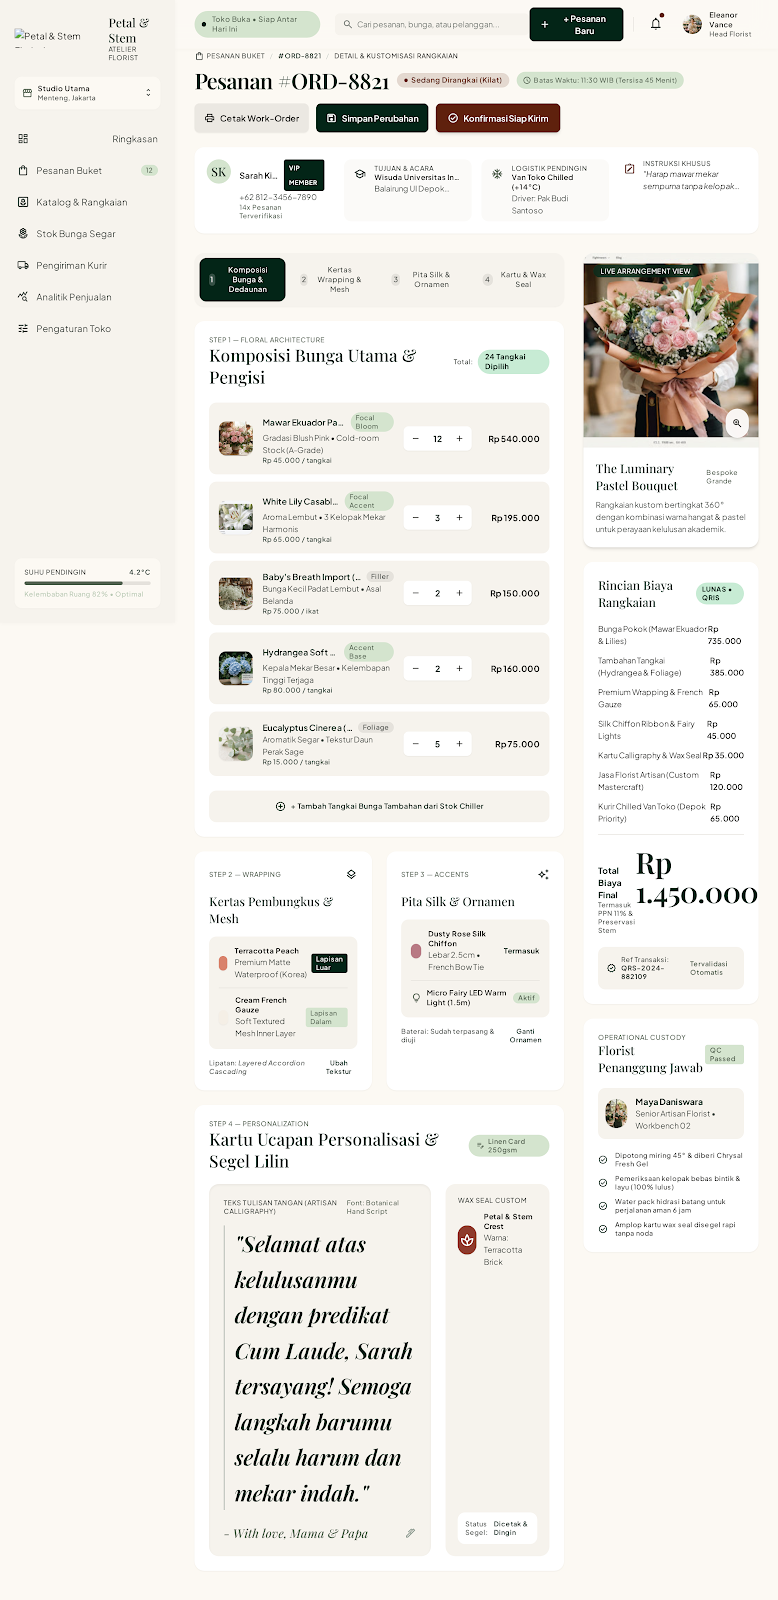 Petal & Stem
Petal &
Stem
ATELIER
FLORIST
Studio Utama
Menteng, Jakarta
Ringkasan
Pesanan Buket
12
Katalog & Rangkaian
Stok Bunga Segar
Pengiriman Kurir
Analitik Penjualan
Pengaturan Toko
SUHU PENDINGIN
4.2°C
Kelembaban Ruang 82% • Optimal
Toko Buka • Siap Antar
Hari Ini
Cari pesanan, bunga, atau pelanggan...
+ Pesanan
Baru
Eleanor
Vance
Head Florist
PESANAN BUKET / #ORD-8821 / DETAIL & KUSTOMISASI RANGKAIAN
Pesanan #ORD-8821
Sedang Dirangkai (Kilat)
Batas Waktu: 11:30 WIB (Tersisa 45 Menit)
Cetak Work-Order
Simpan Perubahan
Konfirmasi Siap Kirim
SK
Sarah Ki...
VIP
MEMBER
+62 812-3456-7890
14x Pesanan
Terverifikasi
TUJUAN & ACARA
Wisuda Universitas In...
Balairung UI Depok...
LOGISTIK PENDINGIN
Van Toko Chilled
(+14°C)
Driver: Pak Budi
Santoso
INSTRUKSI KHUSUS
"Harap mawar mekar
sempurna tanpa kelopak...
1
Komposisi
Bunga &
Dedaunan
2
Kertas
Wrapping &
Mesh
3
Pita Silk &
Ornamen
4
Kartu & Wax
Seal
STEP 1 — FLORAL ARCHITECTURE
Komposisi Bunga Utama &
Pengisi
Total:
24 Tangkai
Dipilih
Mawar Ekuador Pa...
Focal
Bloom
Gradasi Blush Pink • Cold-room
Stock (A-Grade)
Rp 45.000 / tangkai
− 12 +
Rp 540.000
White Lily Casabl...
Focal
Accent
Aroma Lembut • 3 Kelopak Mekar
Harmonis
Rp 65.000 / tangkai
− 3 +
Rp 195.000
Baby's Breath Import (...
Filler
Bunga Kecil Padat Lembut • Asal
Belanda
Rp 75.000 / ikat
− 2 +
Rp 150.000
Hydrangea Soft ...
Accent
Base
Kepala Mekar Besar • Kelembapan
Tinggi Terjaga
Rp 80.000 / tangkai
− 2 +
Rp 160.000
Eucalyptus Cinerea (...
Foliage
Aromatik Segar • Tekstur Daun
Perak Sage
Rp 15.000 / tangkai
− 5 +
Rp 75.000
+ Tambah Tangkai Bunga Tambahan dari Stok Chiller
STEP 2 — WRAPPING
Kertas Pembungkus &
Mesh
Terracotta Peach
Premium Matte
Waterproof (Korea)
Lapisan
Luar
Cream French
Gauze
Soft Textured
Mesh Inner Layer
Lapisan
Dalam
Lipatan: Layered Accordion
Cascading
Ubah
Tekstur
STEP 3 — ACCENTS
Pita Silk & Ornamen
Dusty Rose Silk
Chiffon
Lebar 2.5cm •
French Bow Tie
Termasuk
Micro Fairy LED Warm
Light (1.5m)
Aktif
Baterai: Sudah terpasang &
diuji
Ganti
Ornamen
STEP 4 — PERSONALIZATION
Kartu Ucapan Personalisasi &
Segel Lilin
Linen Card
250gsm
TEKS TULISAN TANGAN (ARTISAN
CALLIGRAPHY)
Font: Botanical
Hand Script
"Selamat atas
kelulusanmu
dengan predikat
Cum Laude, Sarah
tersayang! Semoga
langkah barumu
selalu harum dan
mekar indah."
– With love, Mama & Papa
WAX SEAL CUSTOM
Petal & Stem
Crest
Warna:
Terracotta
Brick
Status
Segel:
Dicetak &
Dingin
LIVE ARRANGEMENT VIEW
The Luminary
Pastel Bouquet
Bespoke
Grande
Rangkaian kustom bertingkat 360°
dengan kombinasi warna hangat & pastel
untuk perayaan kelulusan akademik.
Rincian Biaya
Rangkaian
LUNAS •
QRIS
Bunga Pokok (Mawar Ekuador
& Lilies)
Rp
735.000
Tambahan Tangkai
(Hydrangea & Foliage)
Rp
385.000
Premium Wrapping & French
Gauze
Rp
65.000
Silk Chiffon Ribbon & Fairy
Lights
Rp
45.000
Kartu Calligraphy & Wax Seal
Rp 35.000
Jasa Florist Artisan (Custom
Mastercraft)
Rp
120.000
Kurir Chilled Van Toko (Depok
Priority)
Rp
65.000
Total
Biaya
Final
Termasuk
PPN 11% &
Preservasi
Stem
Rp
1.450.000
Ref Transaksi:
QRS-2024-
882109
Tervalidasi
Otomatis
OPERATIONAL CUSTODY
Florist
Penanggung Jawab
QC
Passed
Maya Daniswara
Senior Artisan Florist •
Workbench 02
Dipotong miring 45° & diberi Chrysal
Fresh Gel
Pemeriksaan kelopak bebas bintik &
layu (100% lulus)
Water pack hidrasi batang untuk
perjalanan aman 6 jam
Amplop kartu wax seal disegel rapi
tanpa noda